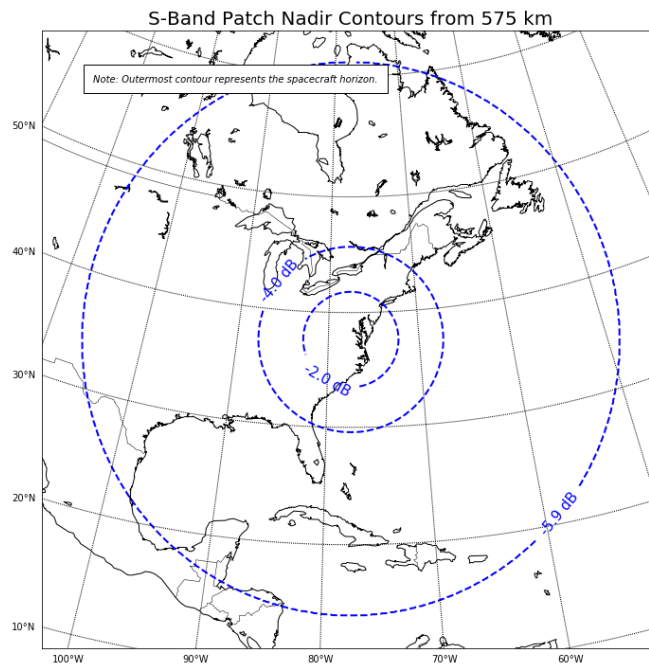 S-Band Patch Nadir Contours from 575 km
Note: Outermost contour represents the spacecraft horizon.
50°N
40°N
-4.0 dB
-2.0 dB
30°N
20°N
-5.9 dB
10°N
100°W 90°W 80°W 70°W 60°W